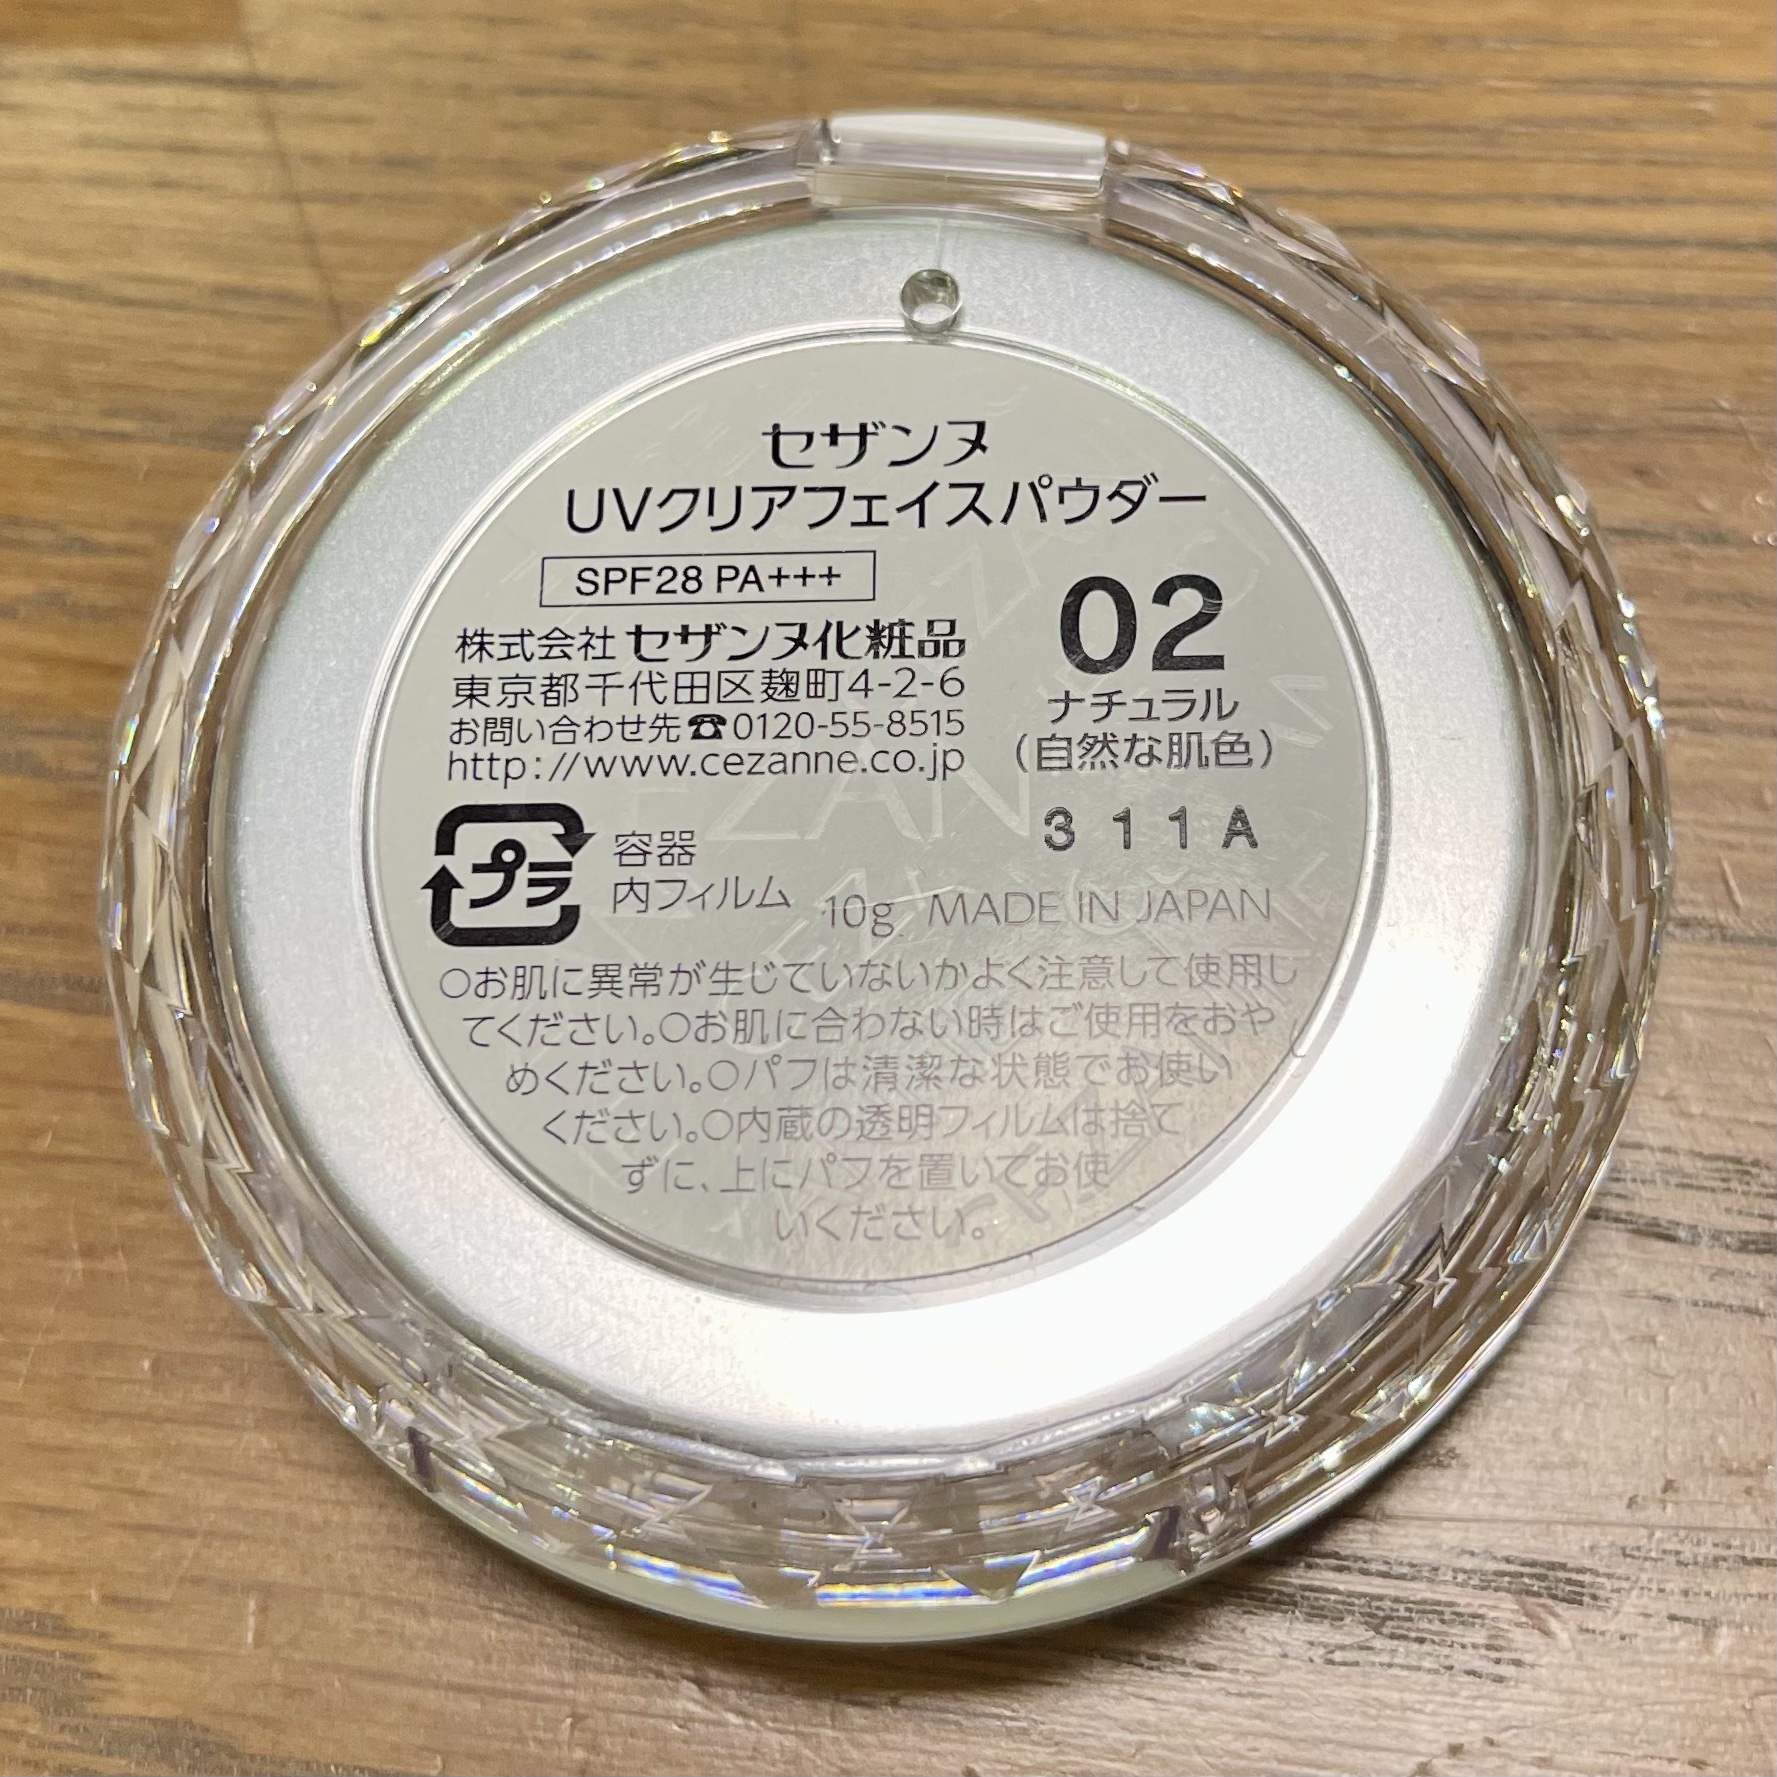 セザンヌ
UVクリアフェイスパウダー
SPF28 PA+++
02
ナチュラル
(自然な肌色)
株式会社 セザンヌ化粧品
東京都千代田区麹町4-2-6
お問い合わせ先☎0120-55-8515
http://www.cezanne.co.jp
311A
プラ
容器
内フィルム
10g MADE IN JAPAN
○お肌に異常が生じていないかよく注意して使用し
てください。○お肌に合わない時はご使用をおや
めください。○パフは清潔な状態でお使い
ください。○内蔵の透明フィルムは捨て
ずに、上にパフを置いてお使
いください。